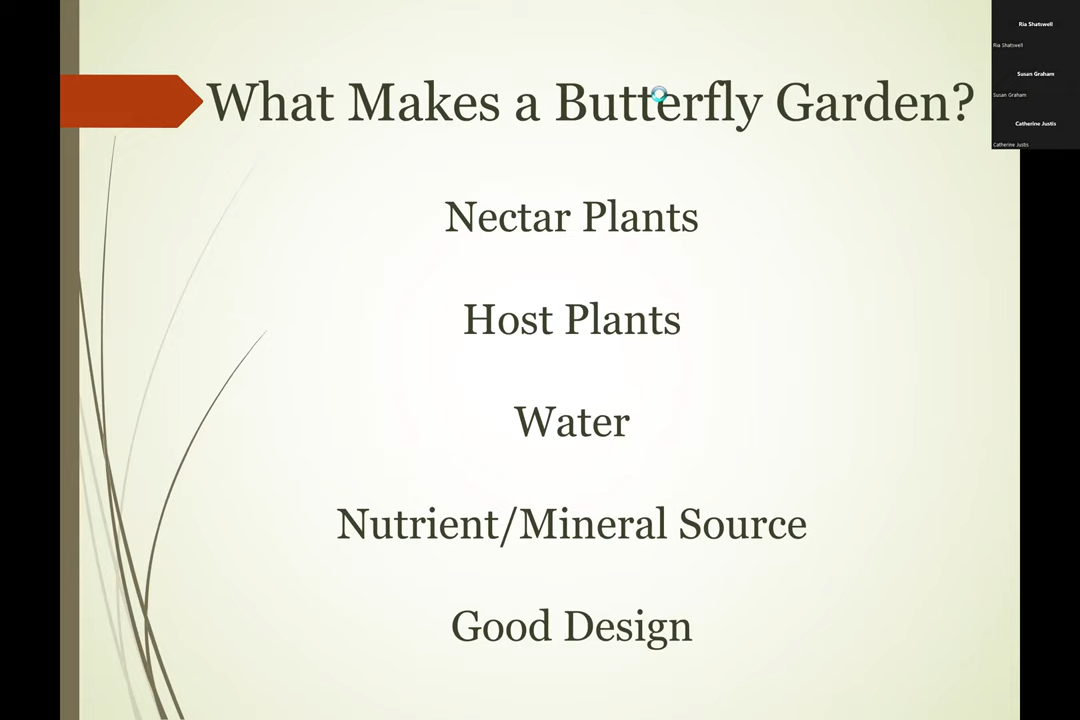 What Makes a Butterfly Garden?
Nectar Plants
Host Plants
Water
Nutrient/Mineral Source
Good Design
Ria Shatswell
Ria Shatswell
Susan Graham
Susan Graham
Catherine Justis
Catherine Justis